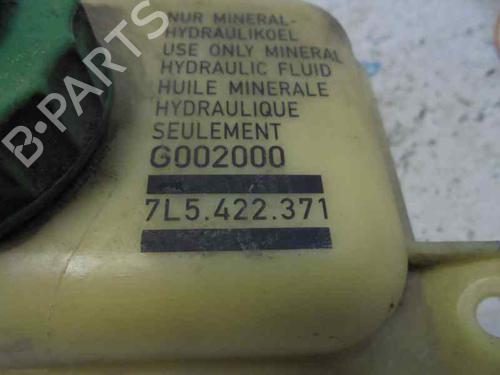 NUR MINERAL-
HYDRAULIKOEL
USE ONLY MINERAL
HYDRAULIC FLUID
HUILE MINERALE
HYDRAULIQUE
SEULEMENT
G002000
7L5.422.371
B-PARTS